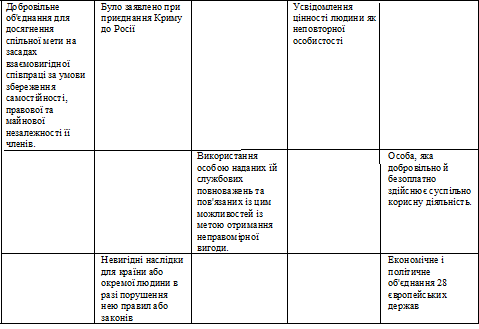 Добровільне
об'єднання для
досягнення
спільної мети на
засадах
взаємовигідної
співпраці за умови
збереження
самостійності,
правової та
майнової
незалежності її
членів.
Було заявлено при
приєднання Криму
до Росії
Усвідомлення
цінності людини як
неповторної
особистості
Використання
особою наданих їй
службових
повноважень та
пов'язаних із цим
можливостей із
метою отримання
неправомірної
вигоди.
Особа, яка
добровільно й
безоплатно
здійснює суспільно
корисну діяльність.
Невигідні наслідки
для країни або
окремої людини в
разі порушення
нею правил або
законів
Економічне і
політичне
об'єднання 28
європейських
держав